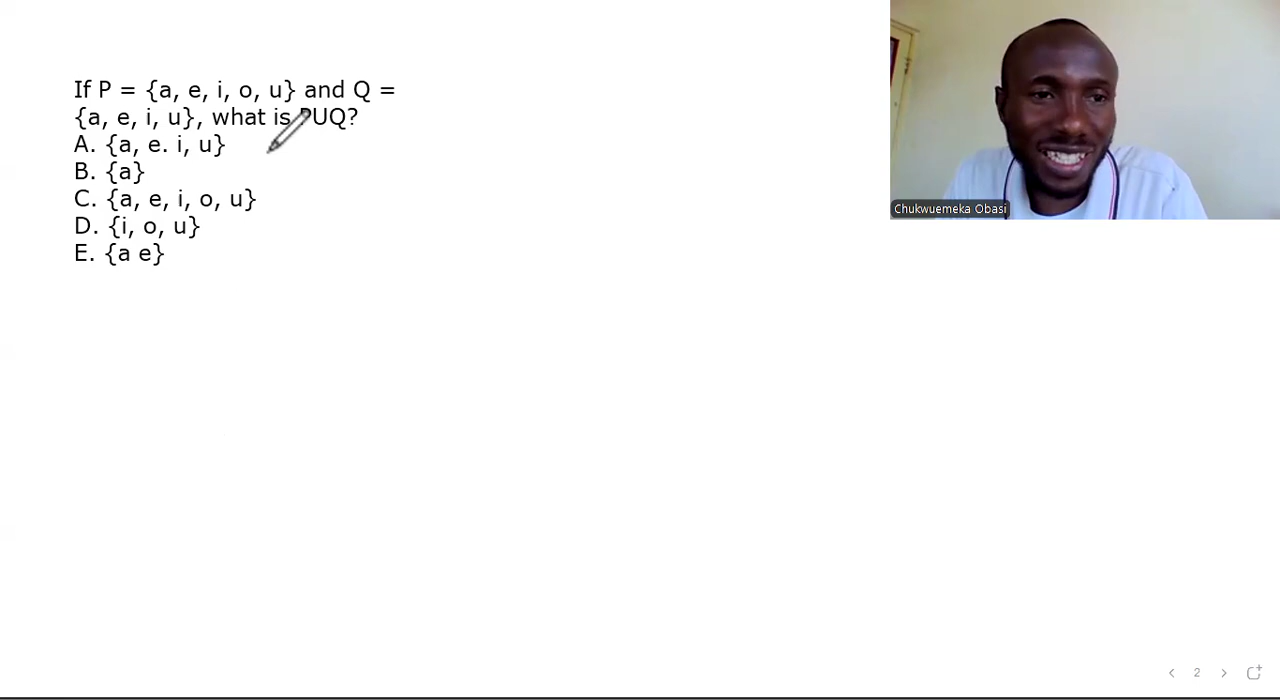 If P = {a, e, i, o, u} and Q =
{a, e, i, u}, what is PUQ?
A. {a, e. i, u}
B. {a}
C. {a, e, i, o, u}
D. {i, o, u}
E. {a e}
Chukwuemeka Obasi
2